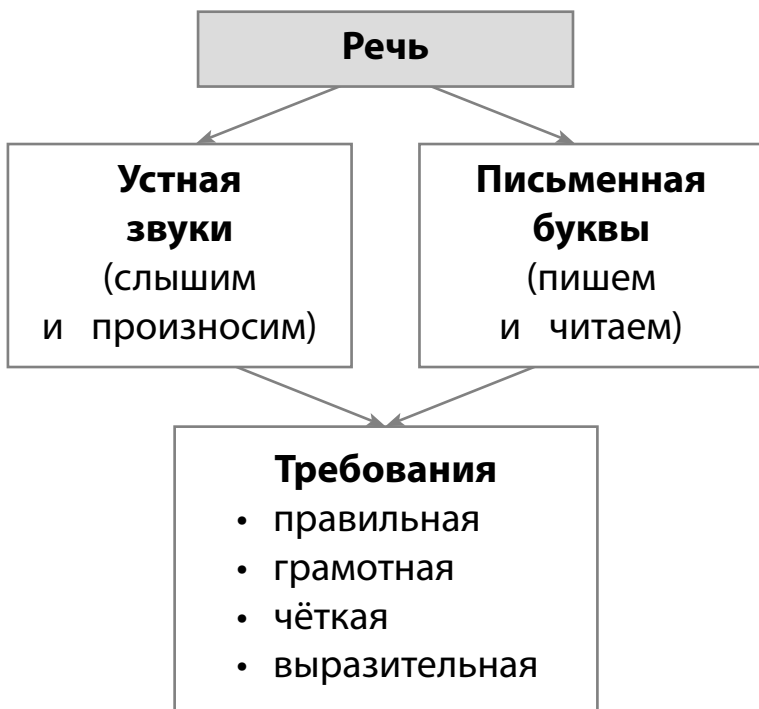 Речь
Устная
звуки
(слышим
и произносим)
Письменная
буквы
(пишем
и читаем)
Требования
• правильная
• грамотная
• чёткая
• выразительная